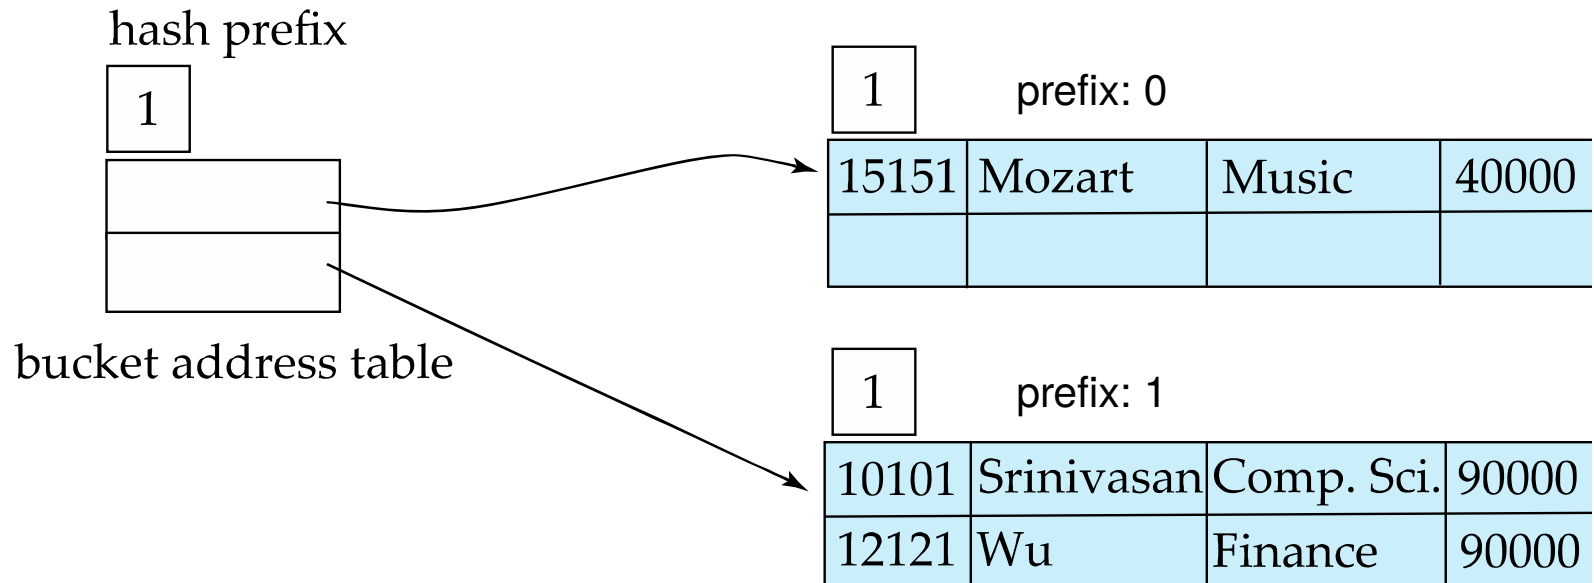 hash prefix
1
bucket address table
1 prefix: 0
15151 Mozart Music 40000
1 prefix: 1
10101 Srinivasan Comp. Sci. 90000
12121 Wu Finance 90000